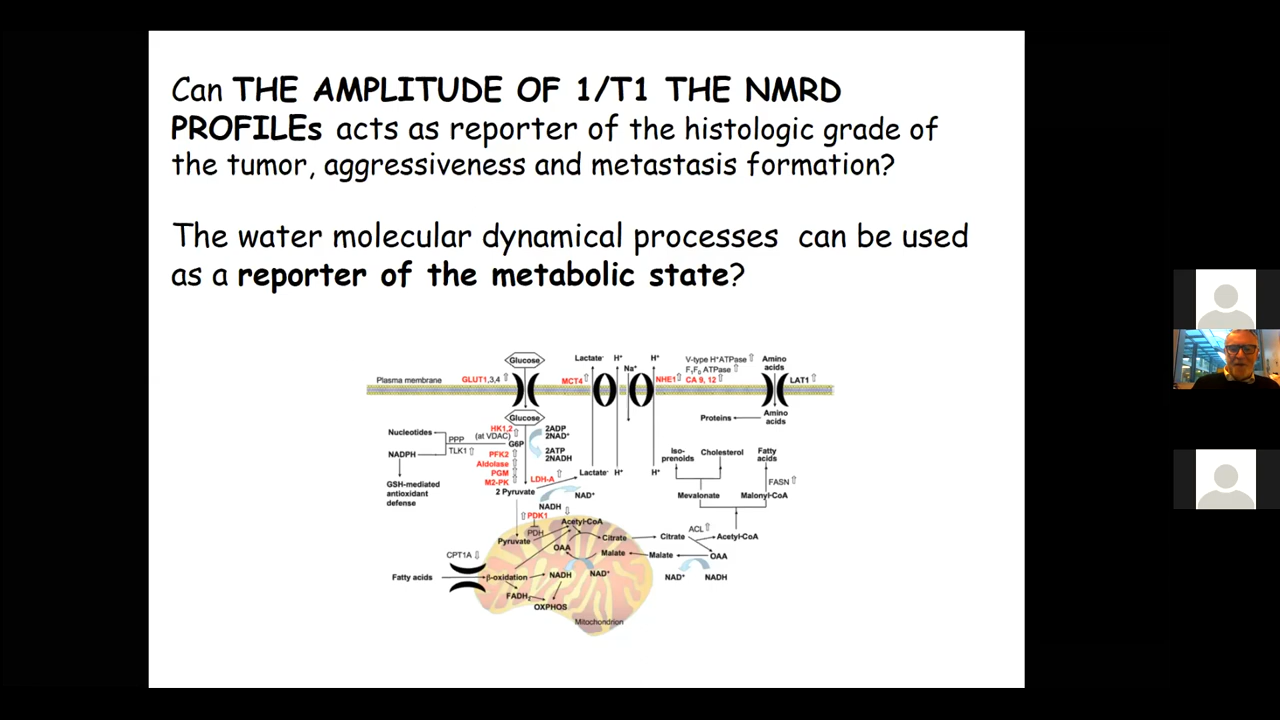 Can THE AMPLITUDE OF 1/T1 THE NMRD
PROFILEs acts as reporter of the histologic grade of
the tumor, aggressiveness and metastasis formation?
The water molecular dynamical processes can be used
as a reporter of the metabolic state?
Glucose
Lactate⁻
H⁺
H⁺
V-type H⁺ATPase ⇧
Amino
acids
Na⁺
F₁F₀ ATPase ⇧
Plasma membrane
GLUT1,3,4 ⇧
MCT4 ⇧
NHE1 ⇧
CA 9, 12 ⇧
LAT1 ⇧
Glucose
Proteins
Amino
acids
HK1,2 ⇧
(at VDAC)
2ADP
2NAD⁺
Nucleotides
PPP
TLK1 ⇧
G6P
2ATP
2NADH
NADPH
PFK2
Aldolase
PGM
M2-PK
Iso-
prenoids
Cholesterol
Fatty
acids
LDH-A ⇧
Lactate⁻
H⁺
H⁺
FASN ⇧
GSH-mediated
antioxidant
defense
2 Pyruvate
NAD⁺
Mevalonate
Malonyl-CoA
NADH
⇧ PDK1
PDH
Acetyl-CoA
ACL ⇧
Pyruvate
Citrate
Citrate
Acetyl-CoA
OAA
Malate
Malate
OAA
CPT1A ⇩
Fatty acids
β-oxidation
NADH
NAD⁺
NAD⁺
NADH
FADH₂
OXPHOS
Mitochondrion